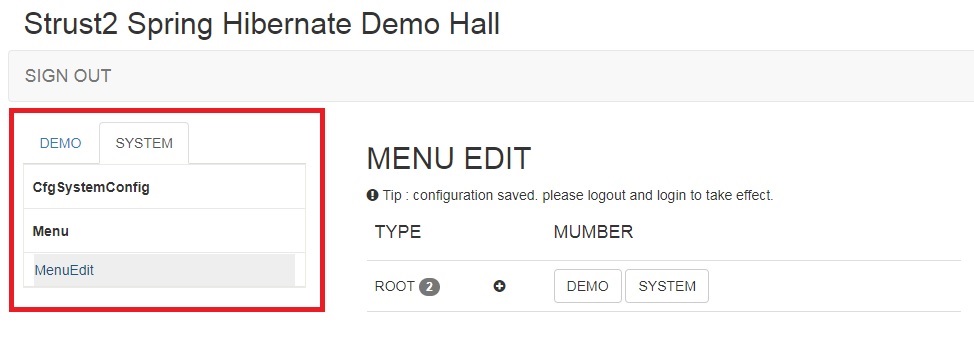 Strust2 Spring Hibernate Demo Hall
SIGN OUT
DEMO SYSTEM
CfgSystemConfig
Menu
MenuEdit
MENU EDIT
Tip : configuration saved. please logout and login to take effect.
TYPE MUMBER
ROOT 2 DEMO SYSTEM